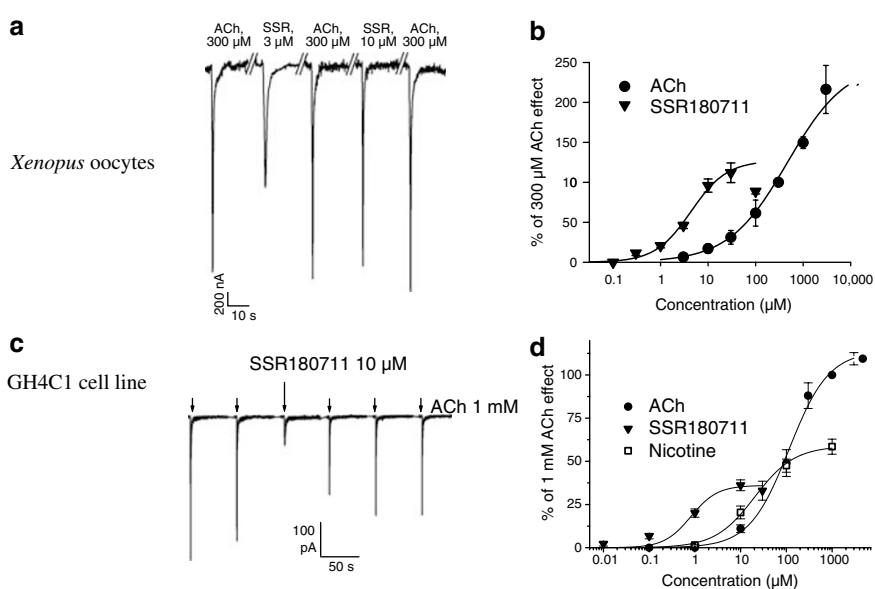 a
ACh, SSR, ACh, SSR, ACh,
300 µM 3 µM 300 µM 10 µM 300 µM
Xenopus oocytes
200 nA
10 s
b
ACh
SSR180711
% of 300 µM ACh effect
250
200
150
10
50
0
0.1 1 10 100 1000 10,000
Concentration (µM)
c
GH4C1 cell line
SSR180711 10 µM
ACh 1 mM
100
pA
50 s
d
ACh
SSR180711
Nicotine
% of 1 mM ACh effect
100
75
50
25
0
0.01 0.1 1 10 100 1000
Concentration (µM)